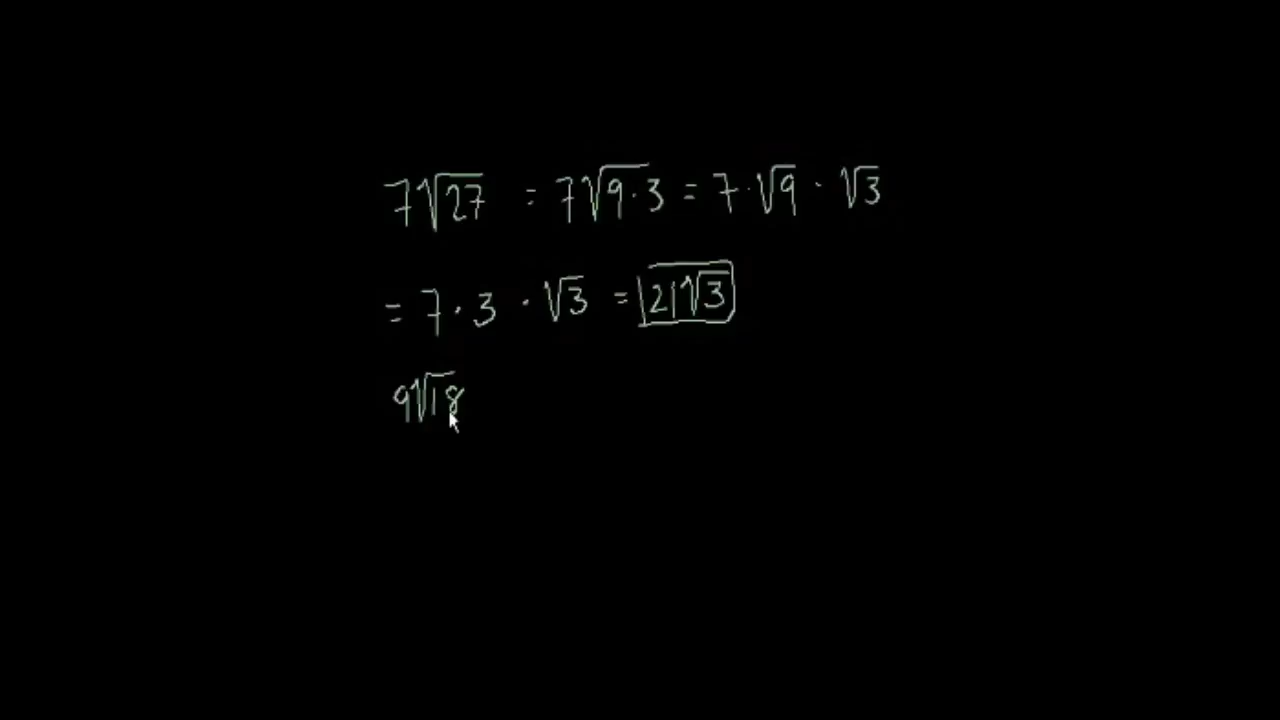 7√27 = 7√9·3 = 7·√9 · √3
= 7·3 · √3 = 21√3
9√18